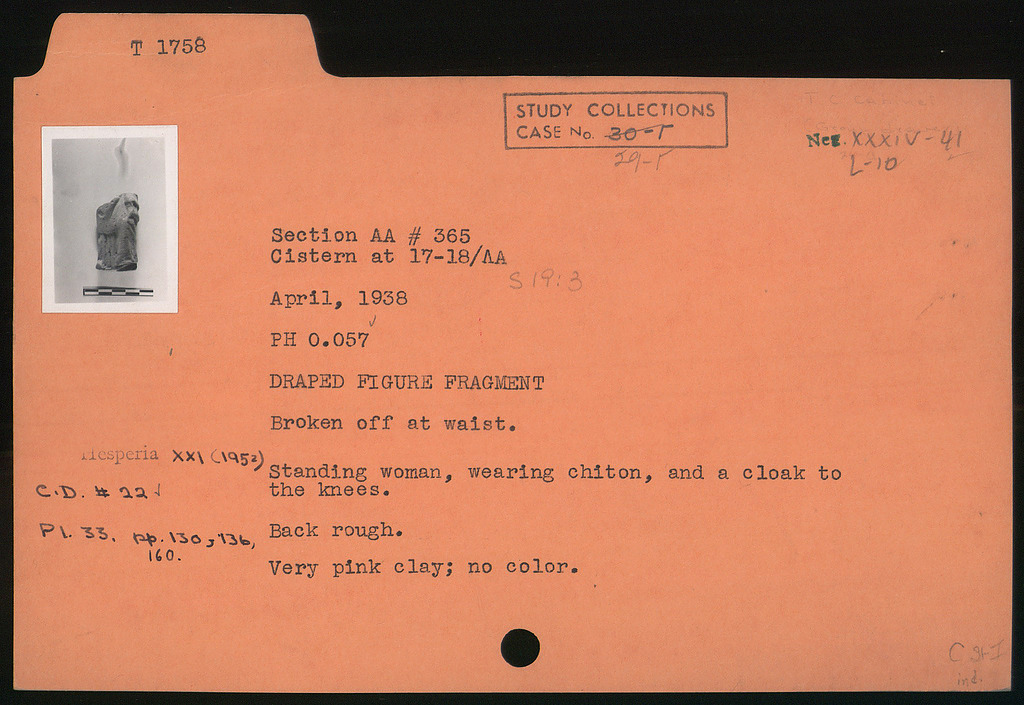 T 1758
STUDY COLLECTIONS
CASE No. 30-T
29-T
Neg. XXXIV-41
L-10
Section AA # 365
Cistern at 17-18/ΛA
S 19:3
April, 1938
PH 0.057
DRAPED FIGURE FRAGMENT
Broken off at waist.
Hesperia XXI (1952)
C.D. # 22
Pl. 33. pp. 130, 136,
160.
Standing woman, wearing chiton, and a cloak to
the knees.
Back rough.
Very pink clay; no color.
ind.